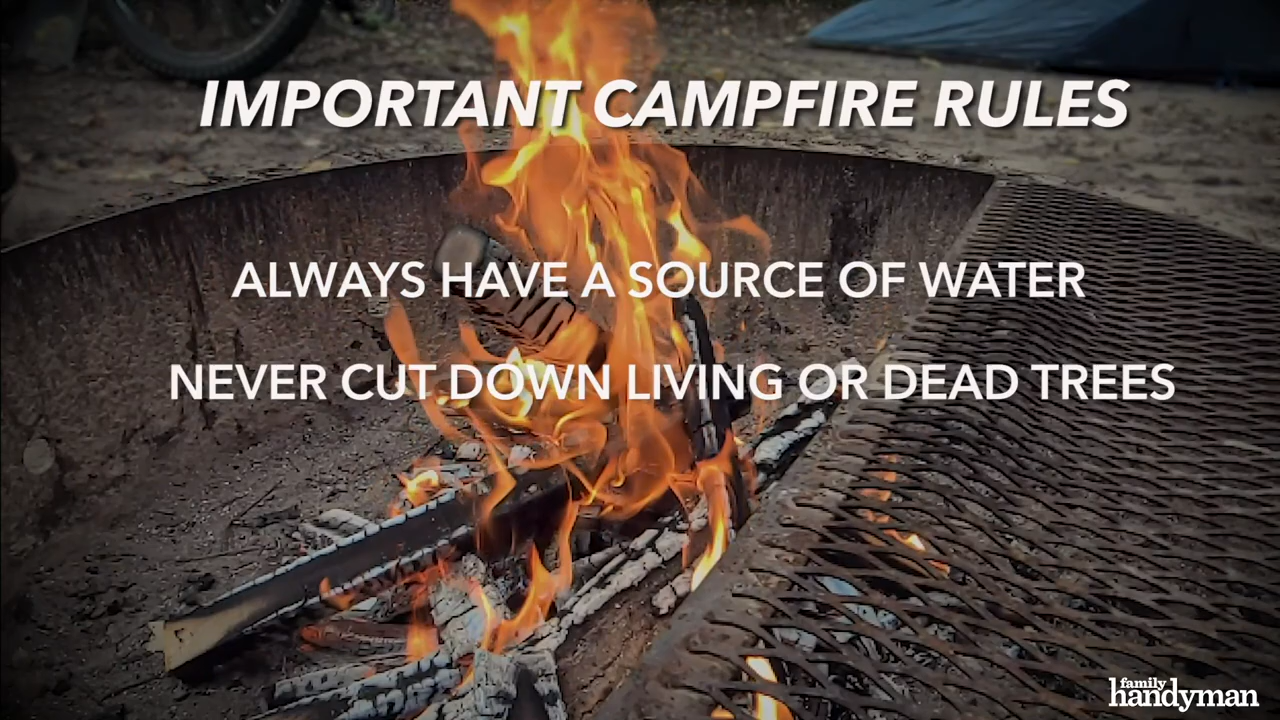 IMPORTANT CAMPFIRE RULES
ALWAYS HAVE A SOURCE OF WATER
NEVER CUT DOWN LIVING OR DEAD TREES
family
handyman